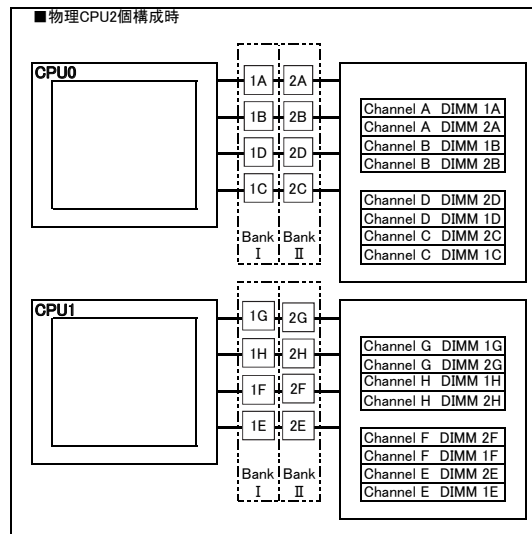 ■物理CPU2個構成時
CPU0
1A 2A
1B 2B
1D 2D
1C 2C
Bank Bank
Ⅰ Ⅱ
Channel A DIMM 1A
Channel A DIMM 2A
Channel B DIMM 1B
Channel B DIMM 2B
Channel D DIMM 2D
Channel D DIMM 1D
Channel C DIMM 2C
Channel C DIMM 1C
CPU1
1G 2G
1H 2H
1F 2F
1E 2E
Bank Bank
Ⅰ Ⅱ
Channel G DIMM 1G
Channel G DIMM 2G
Channel H DIMM 1H
Channel H DIMM 2H
Channel F DIMM 2F
Channel F DIMM 1F
Channel E DIMM 2E
Channel E DIMM 1E